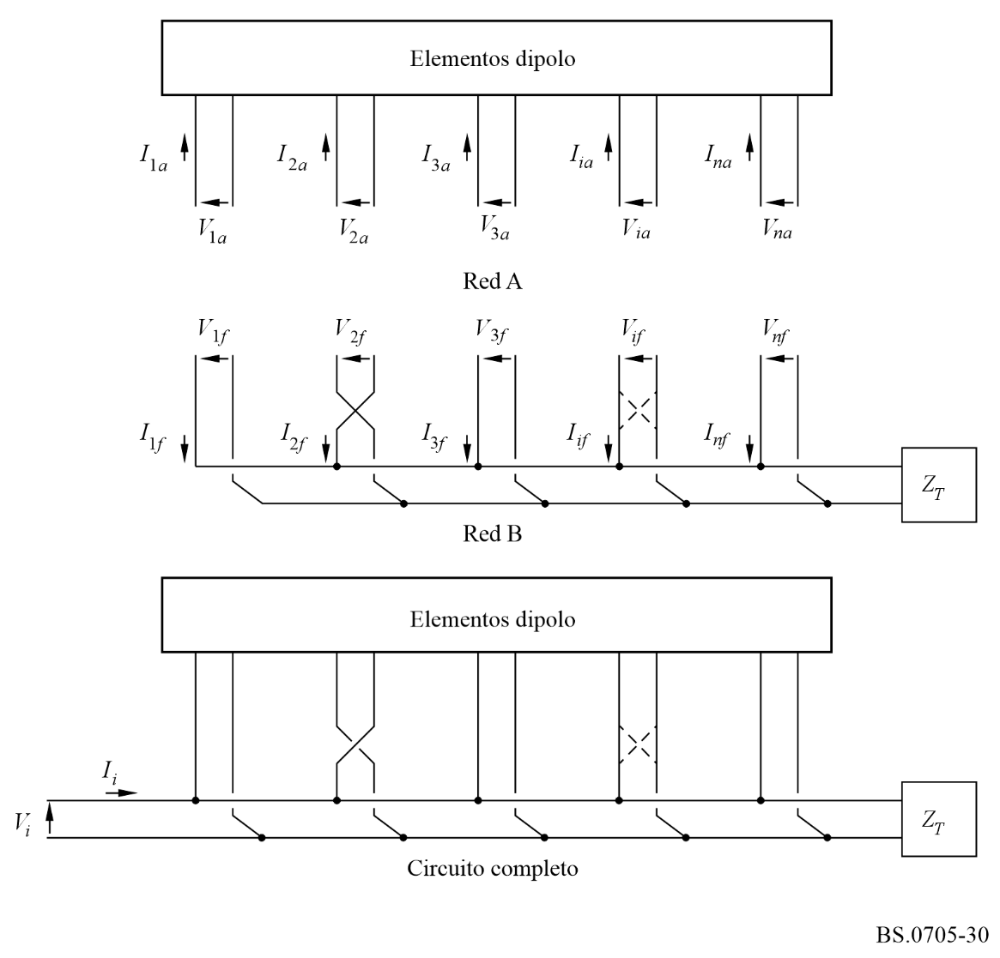 Elementos dipolo
I1a I2a I3a Iia Ina
V1a V2a V3a Via Vna
Red A
V1f V2f V3f Vif Vnf
I1f I2f I3f Iif Inf
ZT
Red B
Elementos dipolo
Ii
Vi ZT
Circuito completo
BS.0705-30